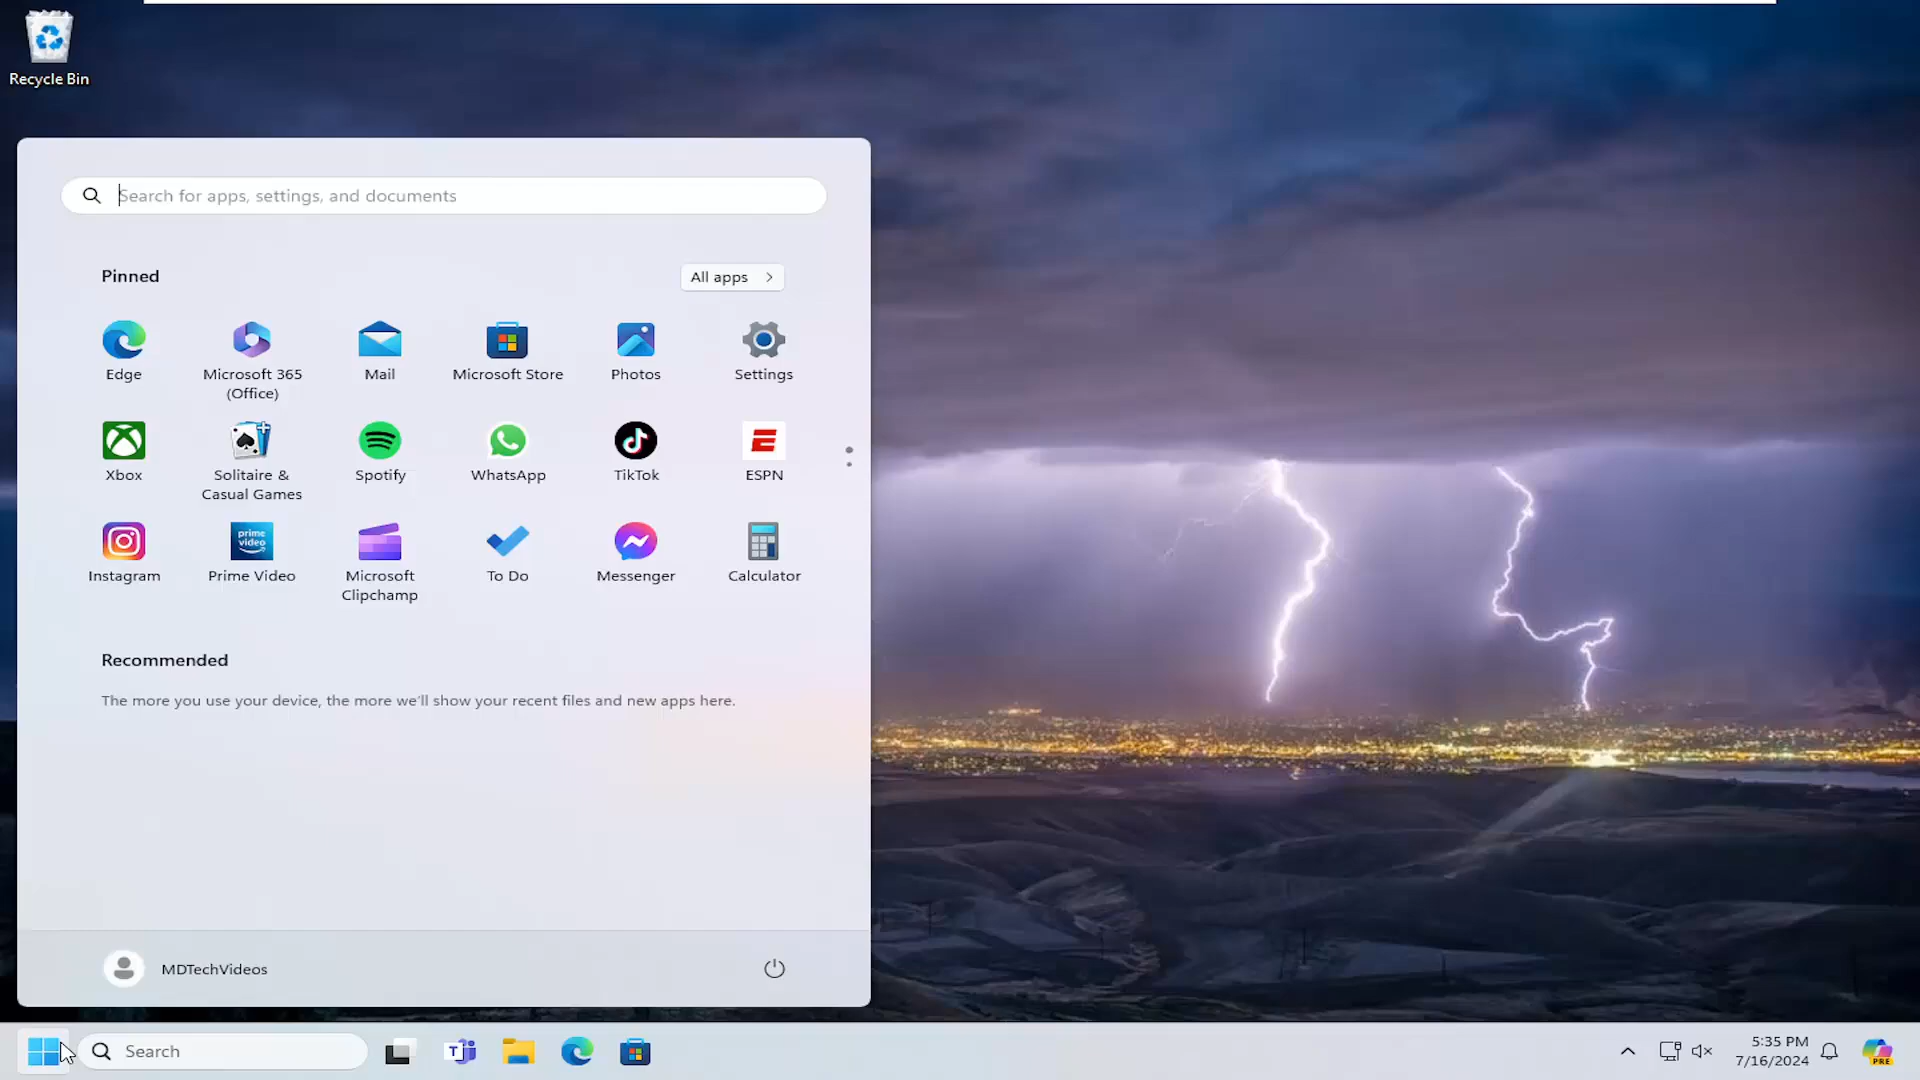 Recycle Bin
Search for apps, settings, and documents
Pinned
All apps
Edge
Microsoft 365
(Office)
Mail
Microsoft Store
Photos
Settings
Xbox
Solitaire &
Casual Games
Spotify
WhatsApp
TikTok
ESPN
prime
video
Instagram
Prime Video
Microsoft
Clipchamp
To Do
Messenger
Calculator
Recommended
The more you use your device, the more we'll show your recent files and new apps here.
MDTechVideos
Search
T
5:35 PM
7/16/2024
PRE